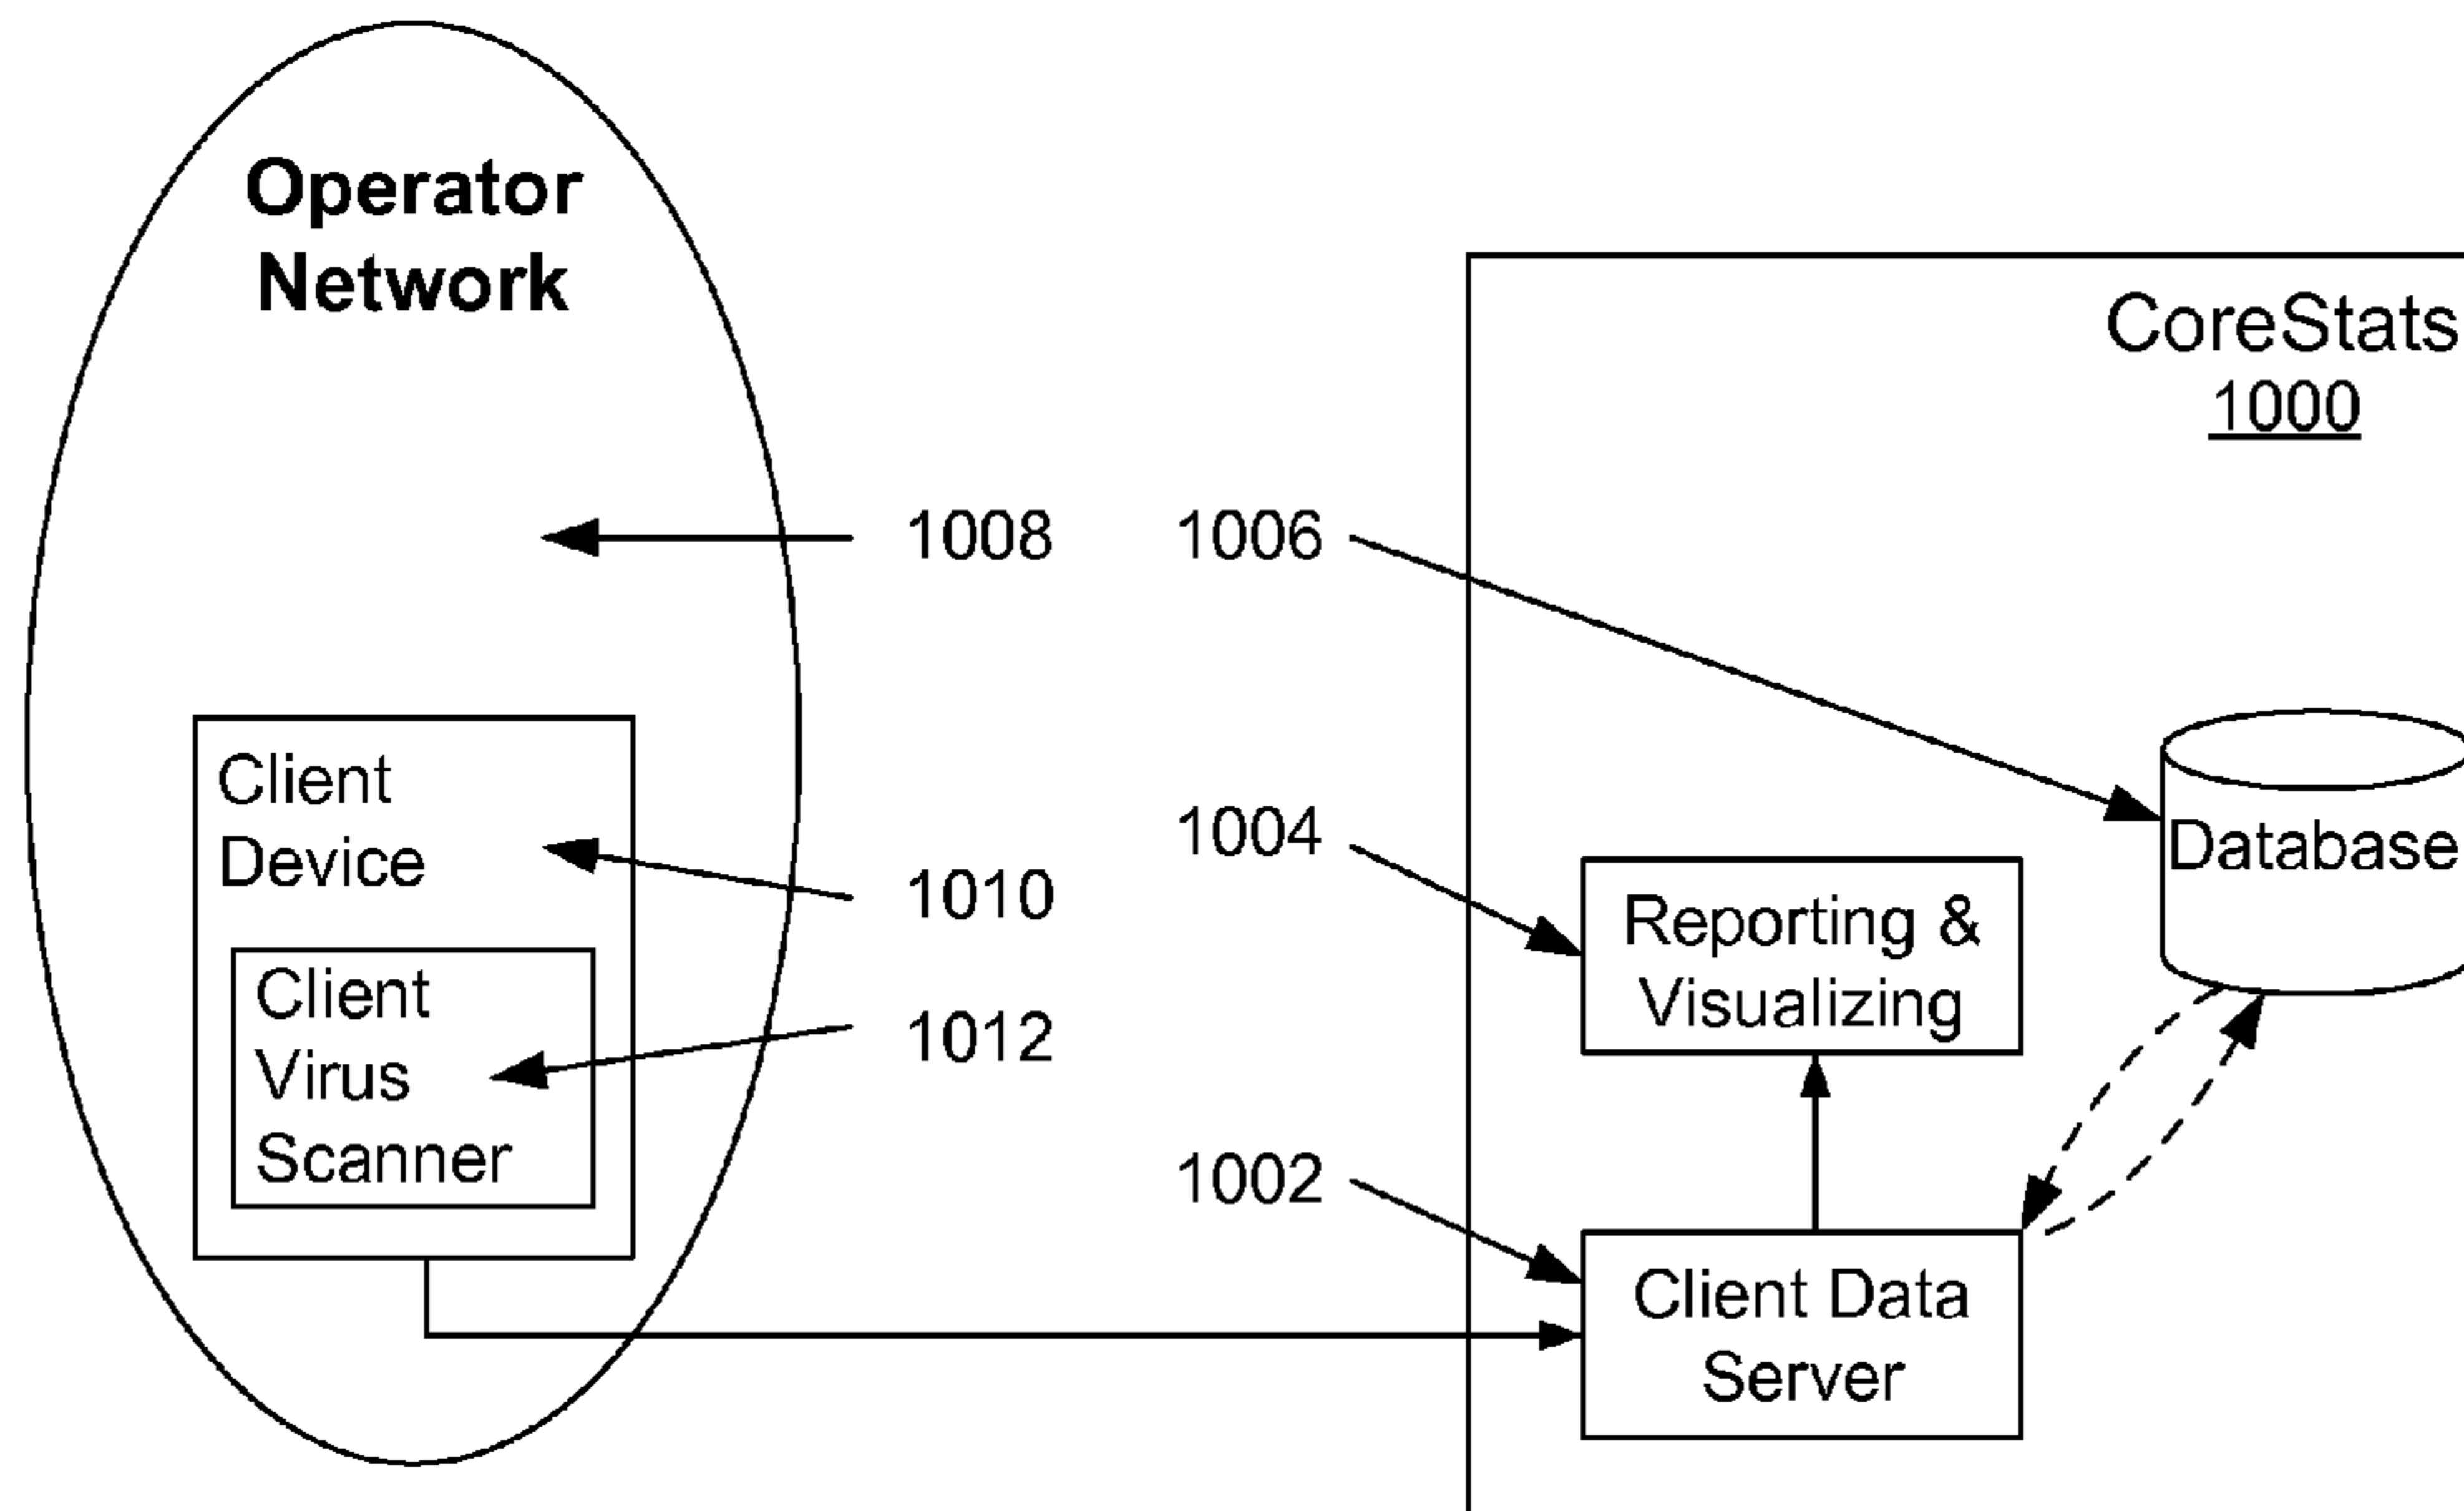 Operator
Network
CoreStats
1000
1008
1006
Client
Device
1010
1004
Database
Reporting &
Visualizing
Client
Virus
Scanner
1012
1002
Client Data
Server